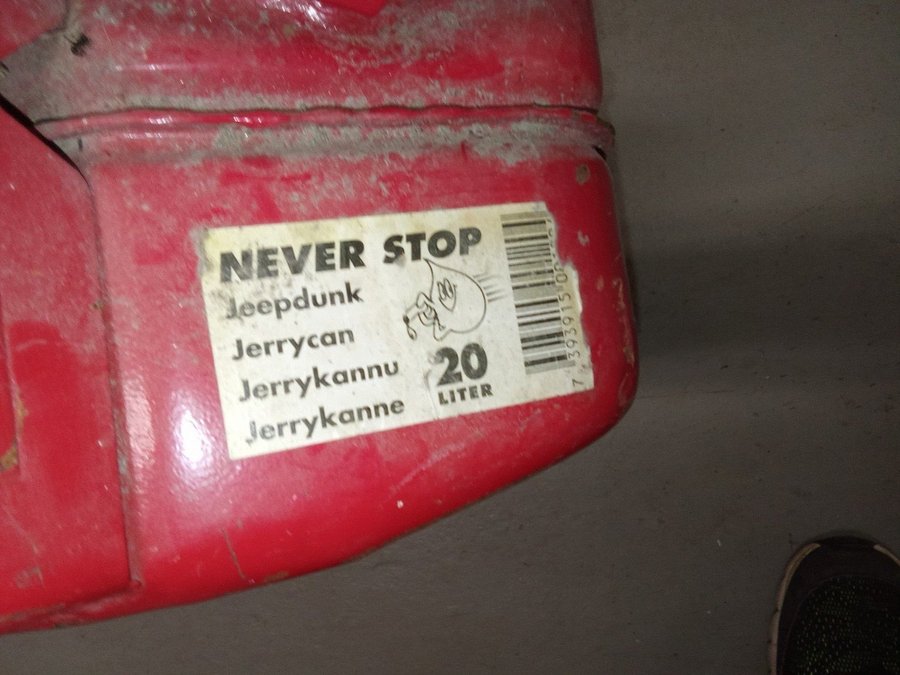 NEVER STOP
Jeepdunk
Jerrycan
Jerrykannu
Jerrykanne
20
LITER